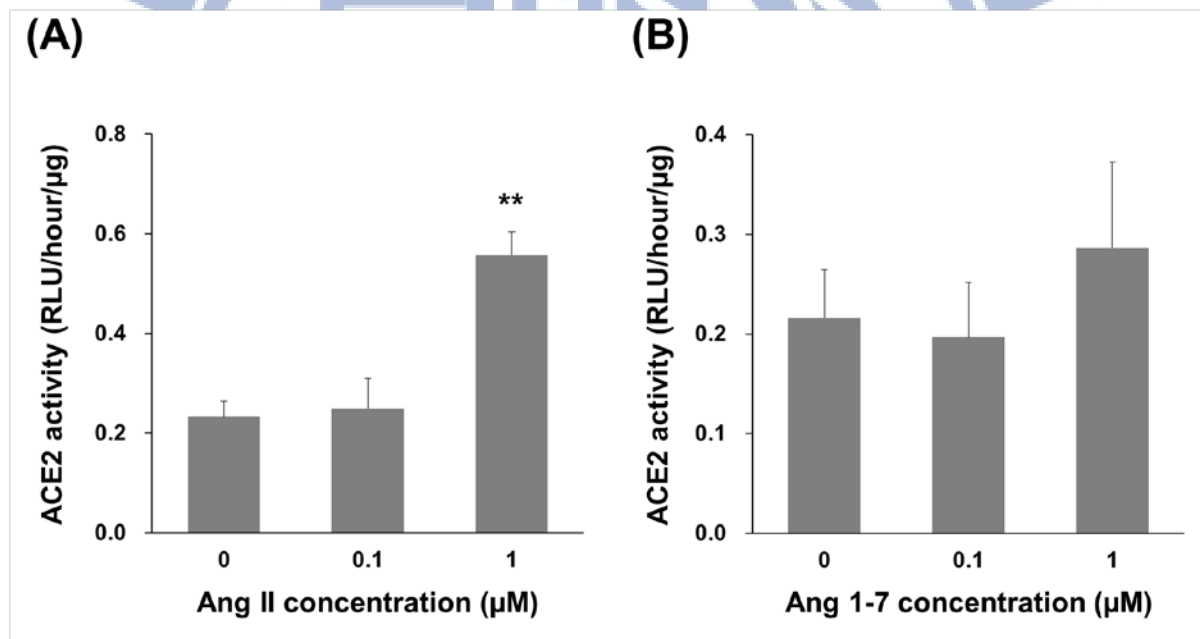 (A)
ACE2 activity (RLU/hour/μg)
0.8
0.6
0.4
0.2
0.0
**
0 0.1 1
Ang II concentration (μM)
(B)
ACE2 activity (RLU/hour/μg)
0.4
0.3
0.2
0.1
0.0
0 0.1 1
Ang 1-7 concentration (μM)